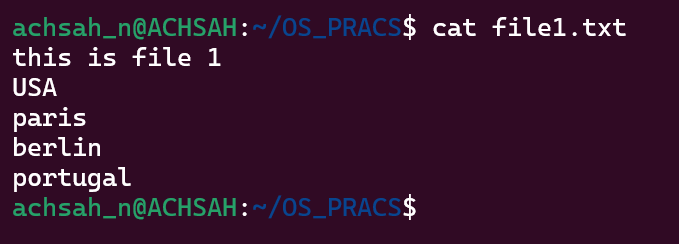 achsah_n@ACHSAH:~/OS_PRACS$ cat file1.txt
this is file 1
USA
paris
berlin
portugal
achsah_n@ACHSAH:~/OS_PRACS$